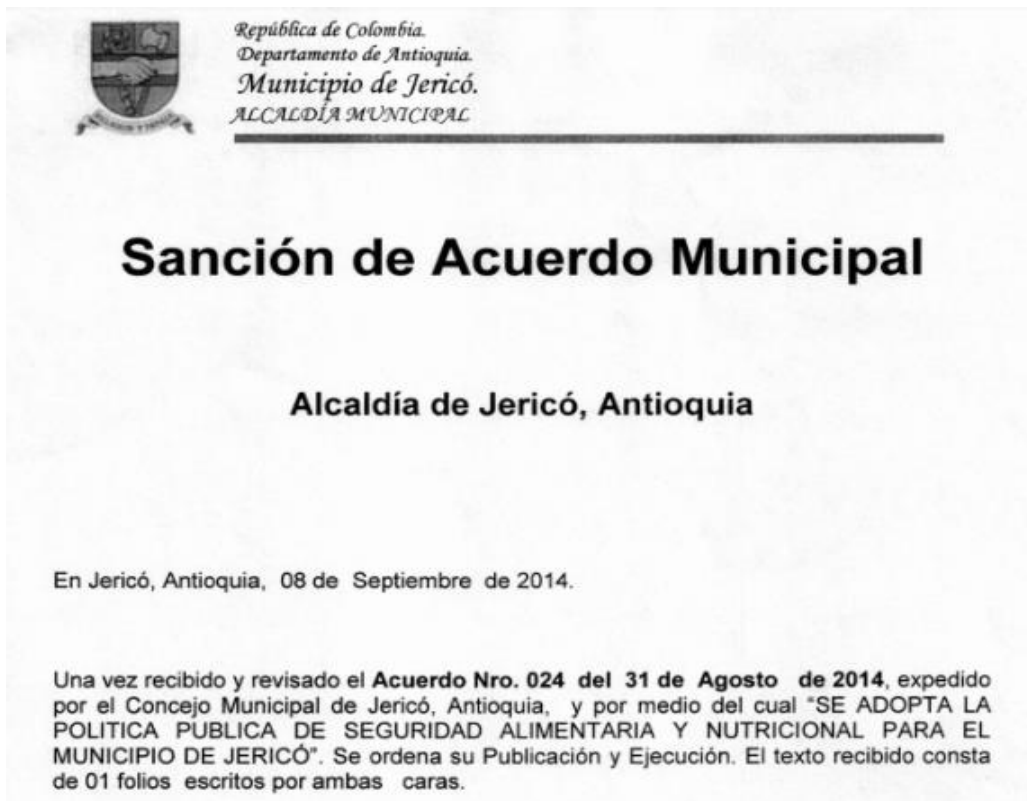 República de Colombia.
Departamento de Antioquia.
Municipio de Jericó.
ALCALDÍA MUNICIPAL
Sanción de Acuerdo Municipal
Alcaldía de Jericó, Antioquia
En Jericó, Antioquia, 08 de Septiembre de 2014.
Una vez recibido y revisado el Acuerdo Nro. 024 del 31 de Agosto de 2014, expedido
por el Concejo Municipal de Jericó, Antioquia, y por medio del cual "SE ADOPTA LA
POLITICA PUBLICA DE SEGURIDAD ALIMENTARIA Y NUTRICIONAL PARA EL
MUNICIPIO DE JERICÓ". Se ordena su Publicación y Ejecución. El texto recibido consta
de 01 folios escritos por ambas caras.